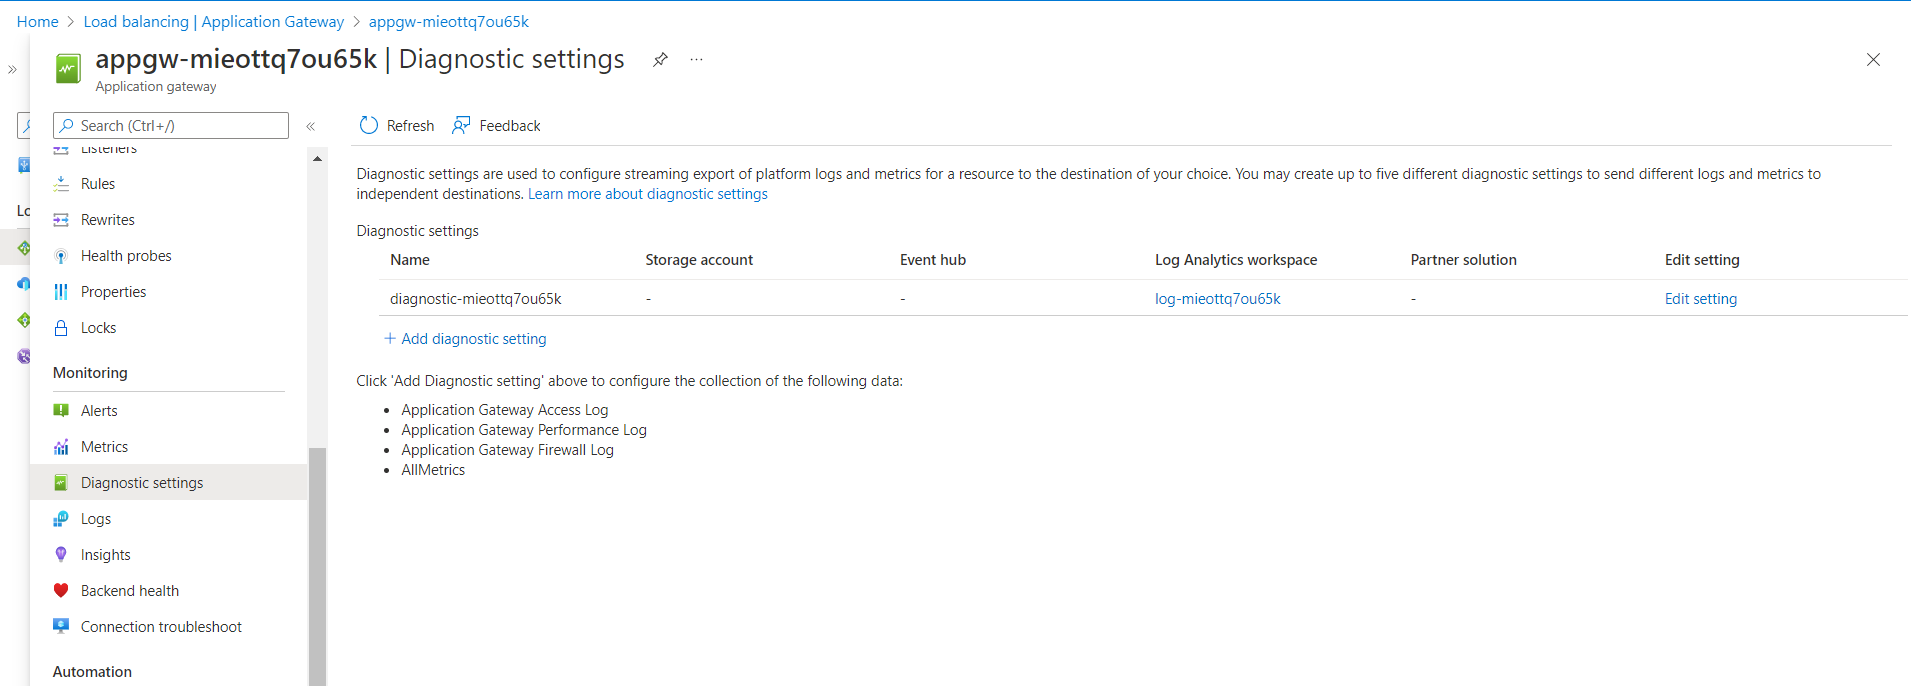 Home > Load balancing | Application Gateway > appgw-mieottq7ou65k
appgw-mieottq7ou65k | Diagnostic settings
Application gateway
Search (Ctrl+/)
Refresh
Feedback
Listeners
Rules
Rewrites
Health probes
Properties
Locks
Monitoring
Alerts
Metrics
Diagnostic settings
Logs
Insights
Backend health
Connection troubleshoot
Automation
Diagnostic settings are used to configure streaming export of platform logs and metrics for a resource to the destination of your choice. You may create up to five different diagnostic settings to send different logs and metrics to
independent destinations. Learn more about diagnostic settings
Diagnostic settings
Name Storage account Event hub Log Analytics workspace Partner solution Edit setting
diagnostic-mieottq7ou65k - - log-mieottq7ou65k - Edit setting
+ Add diagnostic setting
Click 'Add Diagnostic setting' above to configure the collection of the following data:
• Application Gateway Access Log
• Application Gateway Performance Log
• Application Gateway Firewall Log
• AllMetrics